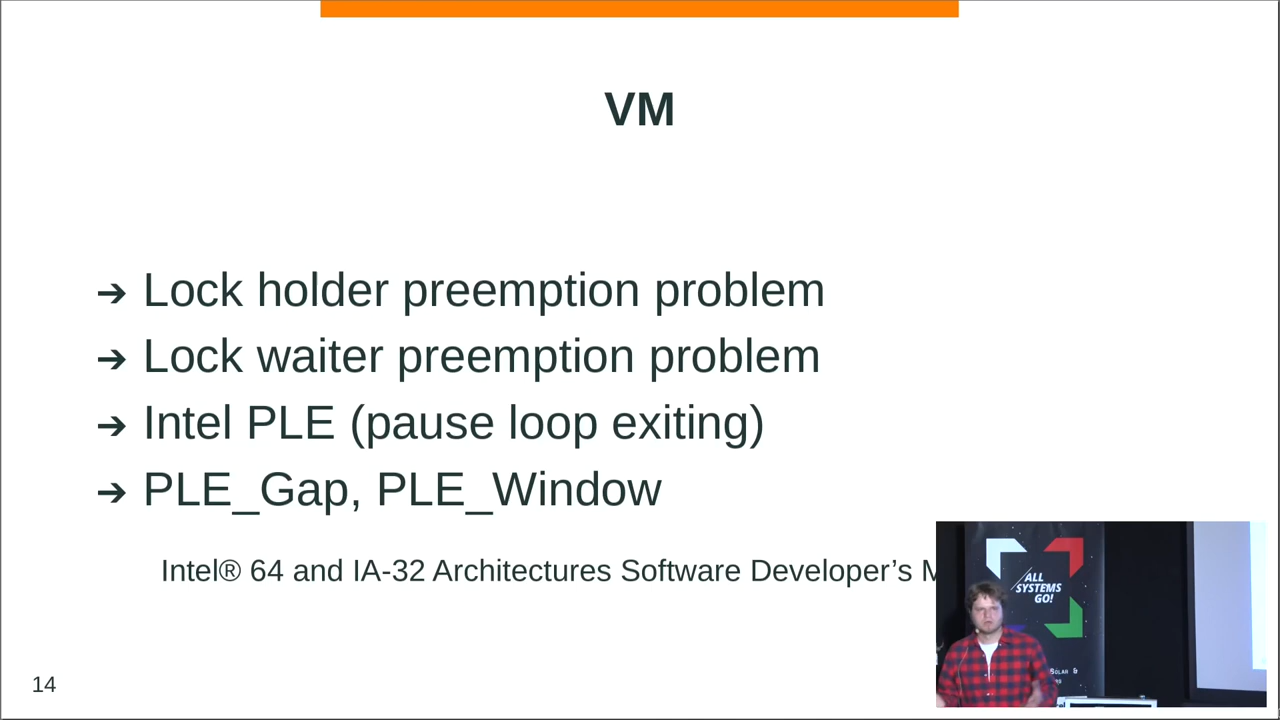 VM
➔ Lock holder preemption problem
➔ Lock waiter preemption problem
➔ Intel PLE (pause loop exiting)
➔ PLE_Gap, PLE_Window
Intel® 64 and IA-32 Architectures Software Developer’s M
ALL
SYSTEMS
GO!
14